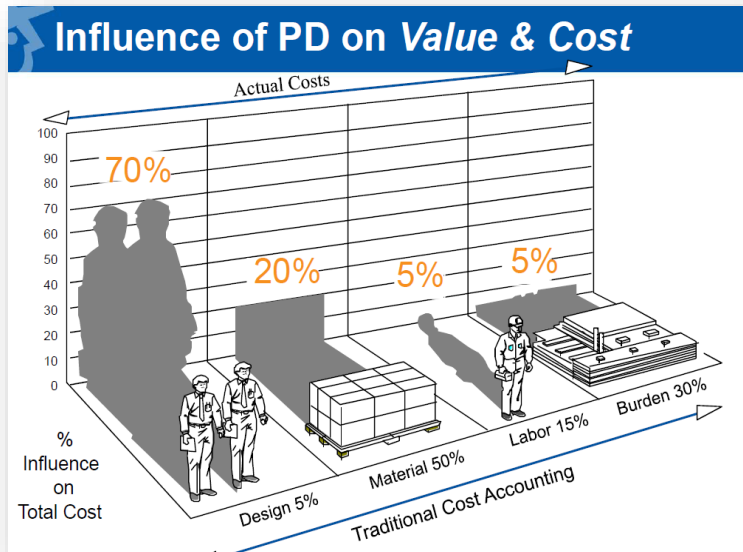 Influence of PD on Value & Cost
Actual Costs
100
90
80
70
60
50
40
30
20
10
0
70%
20%
5%
5%
%
Influence
on
Total Cost
Design 5%
Material 50%
Labor 15%
Burden 30%
Traditional Cost Accounting